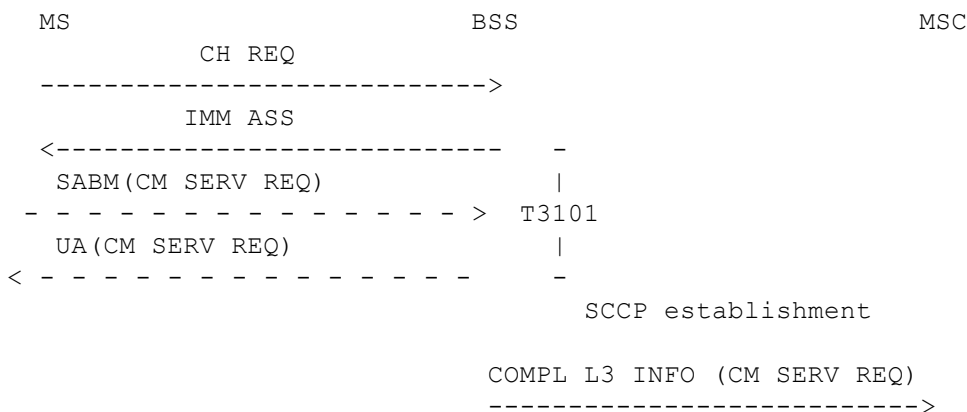 MS BSS MSC
CH REQ
---------------------------->
IMM ASS
<---------------------------- -
SABM(CM SERV REQ) |
- - - - - - - - - - - - - - > T3101
UA(CM SERV REQ) |
< - - - - - - - - - - - - - - -
SCCP establishment
COMPL L3 INFO (CM SERV REQ)
--------------------------->